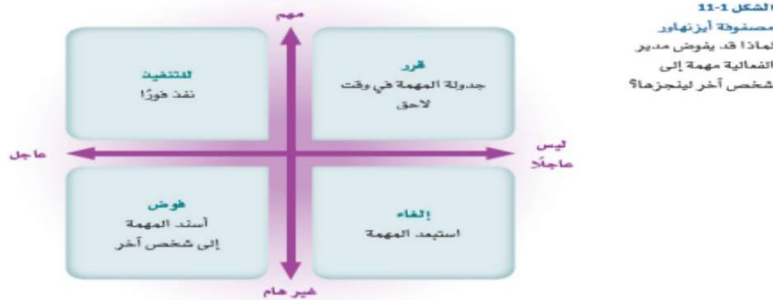 الشكل 1-11
مصفوفة أيزنهاور
لماذا قد يفوض مدير
الفعالية مهمة إلى
شخص آخر لينجزها؟
مهم
قرر
جدولة المهمة في وقت
لاحق
للتنفيذ
نفذ فورًا
ليس
عاجلًا
عاجل
إلغاء
استبعد المهمة
فوض
أسند المهمة
إلى شخص آخر
غير هام